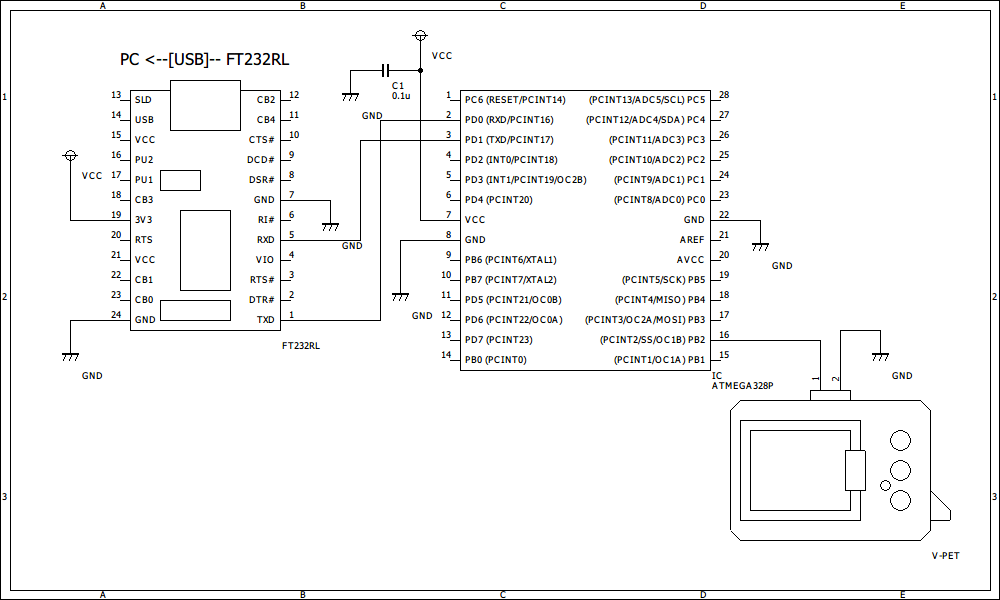 A B C D E
PC <--[USB]-- FT232RL
VCC
C1
0.1u
GND
1 1
13 SLD CB2 12
14 USB CB4 11
15 VCC CTS# 10
16 PU2 DCD# 9
17 PU1 DSR# 8
18 CB3 GND 7
19 3V3 RI# 6
20 RTS RXD 5
21 VCC VIO 4
22 CB1 RTS# 3
23 CB0 DTR# 2
24 GND TXD 1
VCC
GND
GND
FT232RL
1 PC6 (RESET/PCINT14) (PCINT13/ADC5/SCL) PC5 28
2 PD0 (RXD/PCINT16) (PCINT12/ADC4/SDA) PC4 27
3 PD1 (TXD/PCINT17) (PCINT11/ADC3) PC3 26
4 PD2 (INT0/PCINT18) (PCINT10/ADC2) PC2 25
5 PD3 (INT1/PCINT19/OC2B) (PCINT9/ADC1) PC1 24
6 PD4 (PCINT20) (PCINT8/ADC0) PC0 23
7 VCC GND 22
8 GND AREF 21
9 PB6 (PCINT6/XTAL1) AVCC 20
10 PB7 (PCINT7/XTAL2) (PCINT5/SCK) PB5 19
11 PD5 (PCINT21/OC0B) (PCINT4/MISO) PB4 18
12 PD6 (PCINT22/OC0A) (PCINT3/OC2A/MOSI) PB3 17
13 PD7 (PCINT23) (PCINT2/SS/OC1B) PB2 16
14 PB0 (PCINT0) (PCINT1/OC1A) PB1 15
GND
GND
2 2
IC
ATMEGA328P
1 2
GND
V-PET
3 3
A B C D E